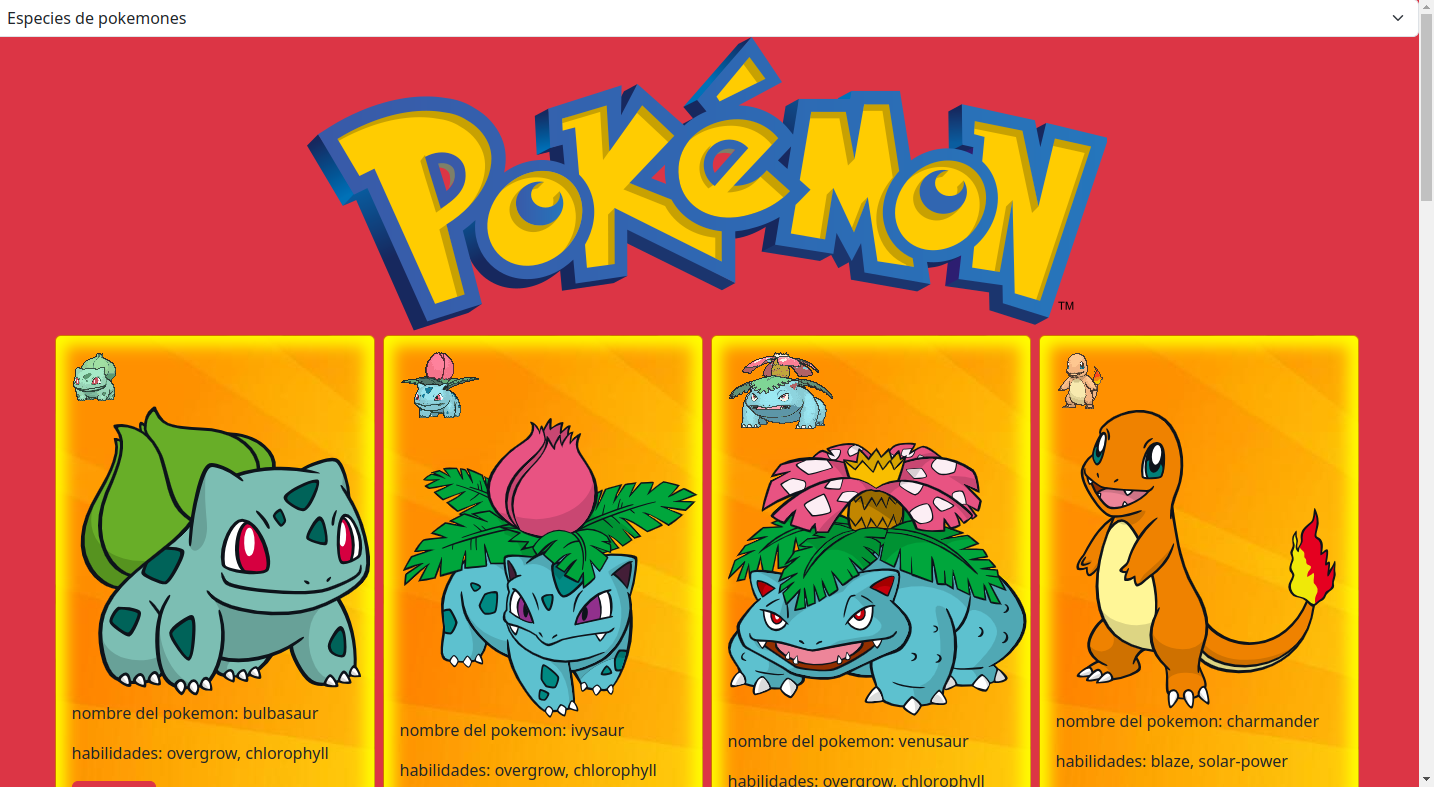 Especies de pokemones
POKéMON
TM
nombre del pokemon: bulbasaur
habilidades: overgrow, chlorophyll
nombre del pokemon: ivysaur
habilidades: overgrow, chlorophyll
nombre del pokemon: venusaur
habilidades: overgrow, chlorophyll
nombre del pokemon: charmander
habilidades: blaze, solar-power